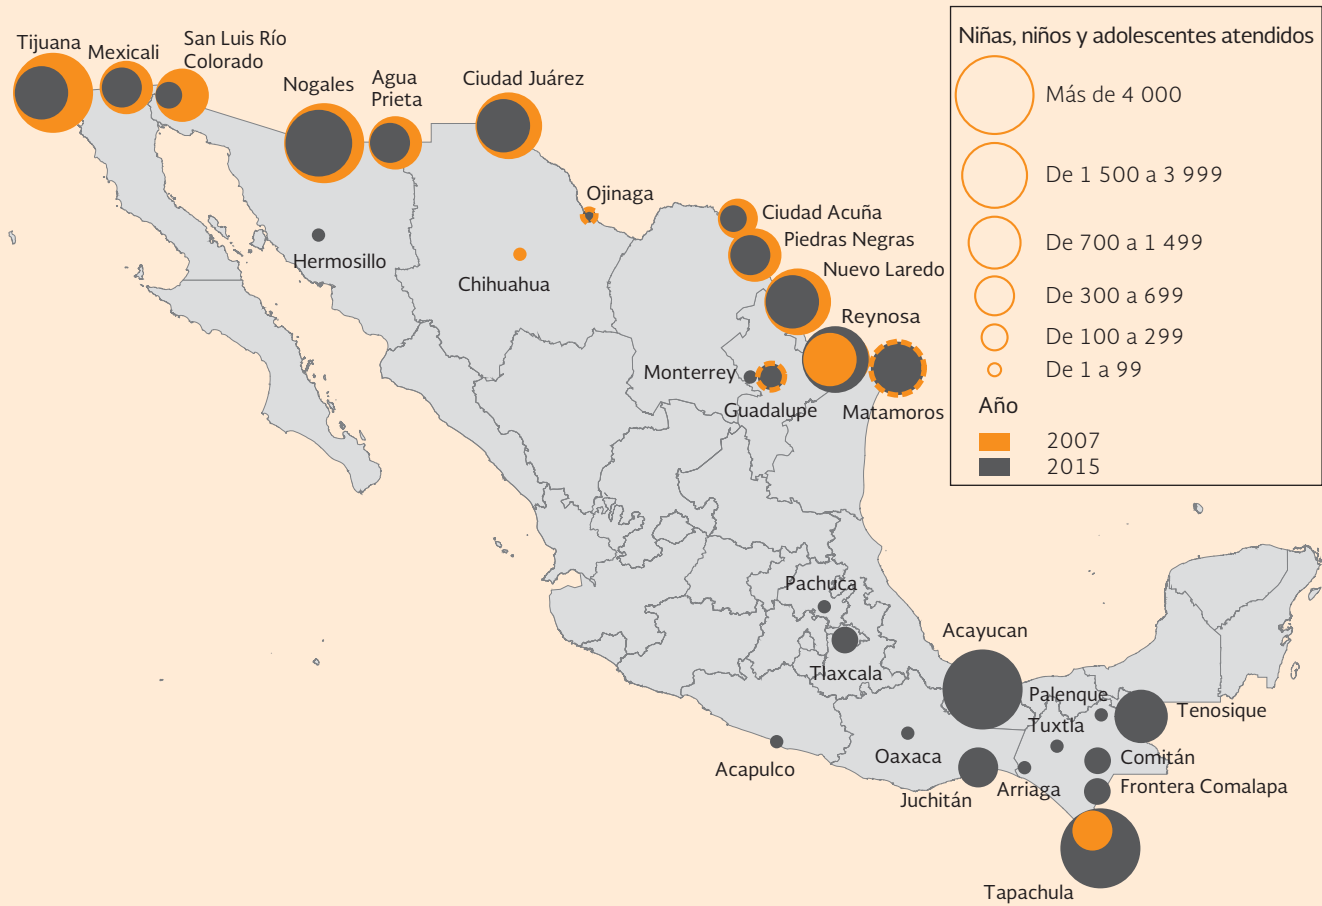 Niñas, niños y adolescentes atendidos
Más de 4 000
De 1 500 a 3 999
De 700 a 1 499
De 300 a 699
De 100 a 299
De 1 a 99
Año
2007
2015
Tijuana
Mexicali
San Luis Río
Colorado
Nogales
Agua
Prieta
Ciudad Juárez
Ojinaga
Hermosillo
Chihuahua
Ciudad Acuña
Piedras Negras
Nuevo Laredo
Reynosa
Monterrey
Guadalupe
Matamoros
Pachuca
Tlaxcala
Acayucan
Palenque
Tenosique
Tuxtla
Oaxaca
Comitán
Acapulco
Juchitán
Arriaga
Frontera Comalapa
Tapachula